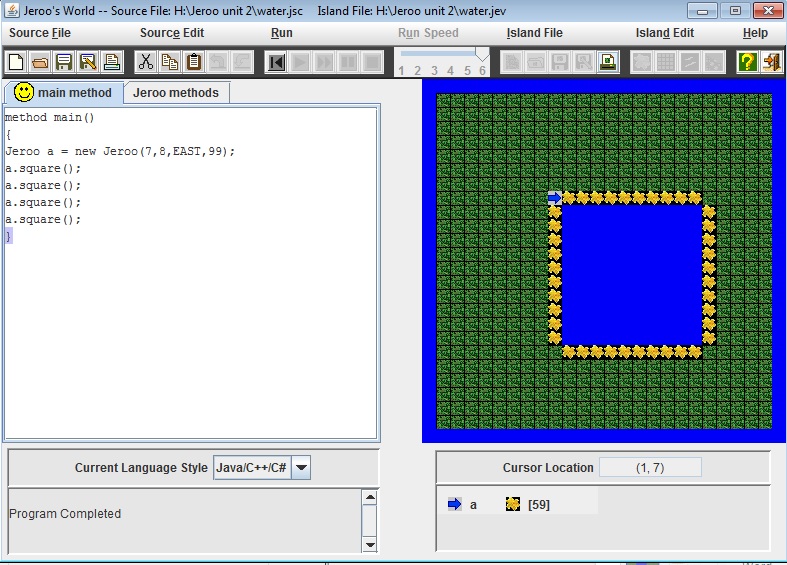 Jeroo's World -- Source File: H:\Jeroo unit 2\water.jsc Island File: H:\Jeroo unit 2\water.jev
Source File Source Edit Run Run Speed Island File Island Edit Help
1 2 3 4 5 6
main method Jeroo methods
method main()
{
Jeroo a = new Jeroo(7,8,EAST,99);
a.square();
a.square();
a.square();
a.square();
}
Current Language Style Java/C++/C#
Cursor Location (1, 7)
Program Completed
a [59]